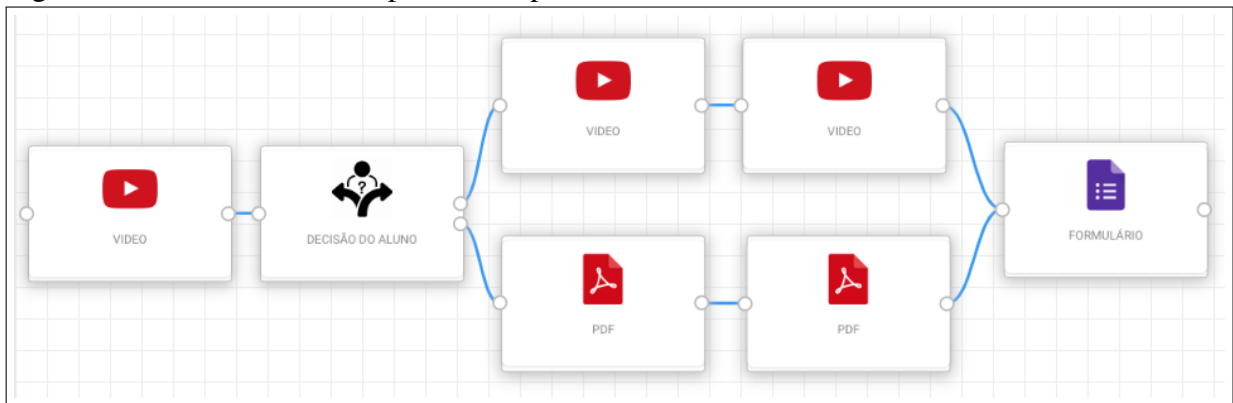 VIDEO
DECISÃO DO ALUNO
?
VIDEO
VIDEO
PDF
PDF
FORMULÁRIO